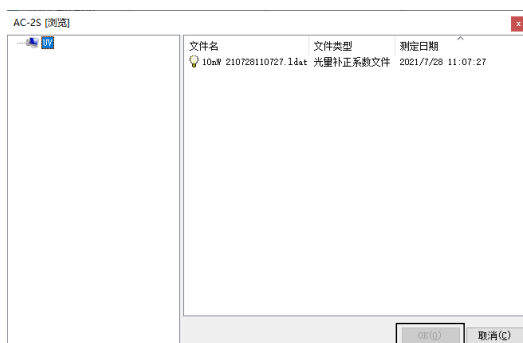 AC-2S [浏览]
UV
文件名 文件类型 测定日期
10nW 210728110727.ldat 光量补正系数文件 2021/7/28 11:07:27
OK(O) 取消(C)